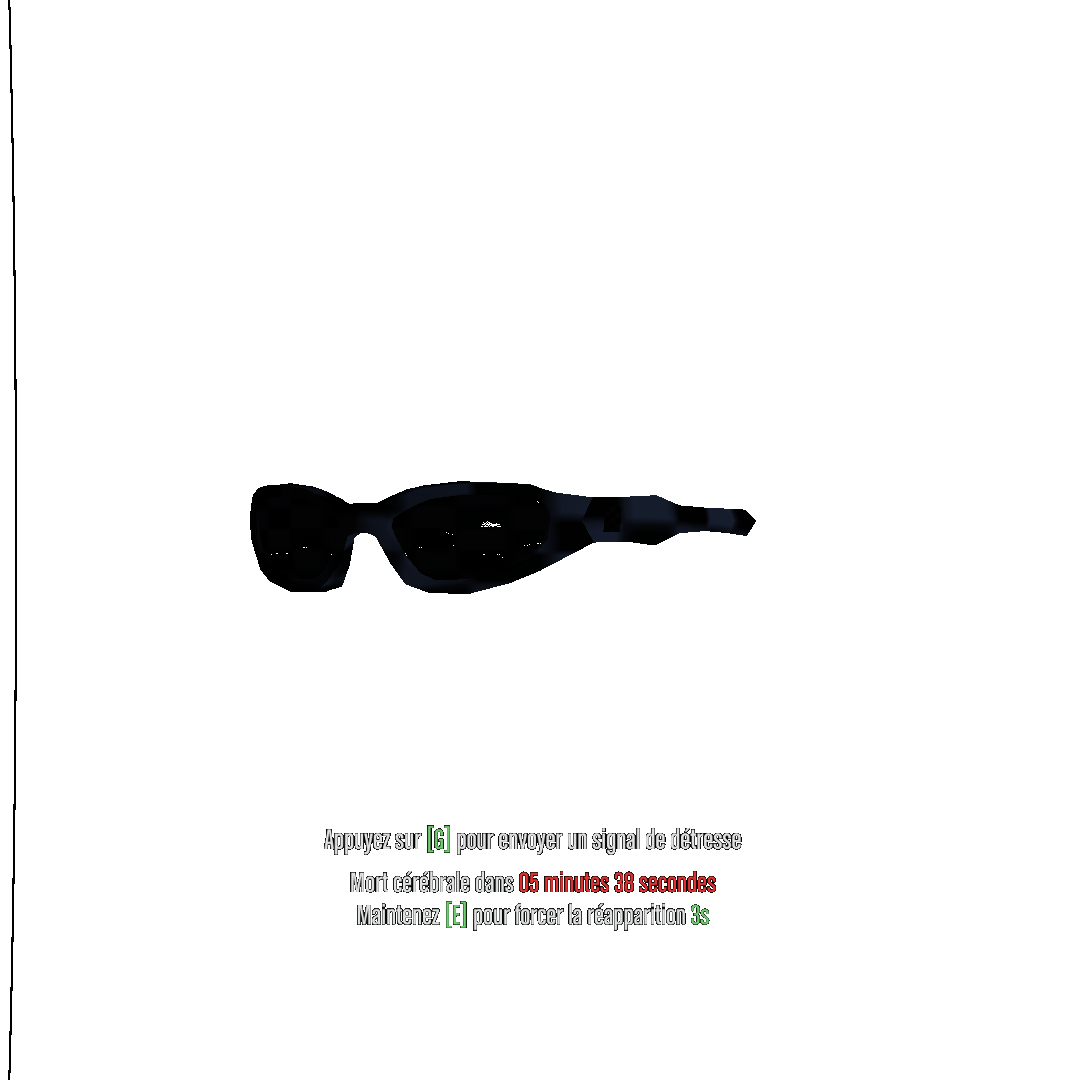 Appuyez sur [G] pour envoyer un signal de détresse
Mort cérébrale dans 05 minutes 38 secondes
Maintenez [E] pour forcer la réapparition 3s